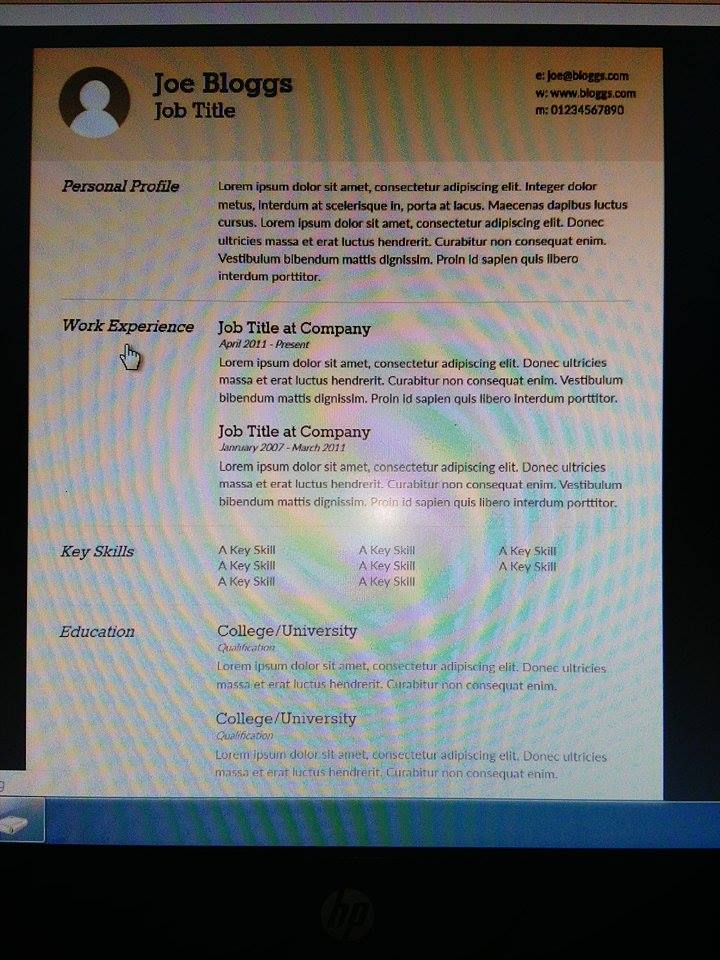 Joe Bloggs
Job Title
e: joe@bloggs.com
w: www.bloggs.com
m: 01234567890
Personal Profile
Lorem ipsum dolor sit amet, consectetur adipiscing elit. Integer dolor
metus, interdum at scelerisque in, porta at lacus. Maecenas dapibus luctus
cursus. Lorem ipsum dolor sit amet, consectetur adipiscing elit. Donec
ultricies massa et erat luctus hendrerit. Curabitur non consequat enim.
Vestibulum bibendum mattis dignissim. Proin id sapien quis libero
interdum porttitor.
Work Experience
Job Title at Company
April 2011 - Present
Lorem ipsum dolor sit amet, consectetur adipiscing elit. Donec ultricies
massa et erat luctus hendrerit. Curabitur non consequat enim. Vestibulum
bibendum mattis dignissim. Proin id sapien quis libero interdum porttitor.
Job Title at Company
Janruary 2007 - March 2011
Lorem ipsum dolor sit amet, consectetur adipiscing elit. Donec ultricies
massa et erat luctus hendrerit. Curabitur non consequat enim. Vestibulum
bibendum mattis dignissim. Proin id sapien quis libero interdum porttitor.
Key Skills
A Key Skill A Key Skill A Key Skill
A Key Skill A Key Skill A Key Skill
A Key Skill A Key Skill
Education
College/University
Qualification
Lorem ipsum dolor sit amet, consectetur adipiscing elit. Donec ultricies
massa et erat luctus hendrerit. Curabitur non consequat enim.
College/University
Qualification
Lorem ipsum dolor sit amet, consectetur adipiscing elit. Donec ultricies
massa et erat luctus hendrerit. Curabitur non consequat enim.
hp